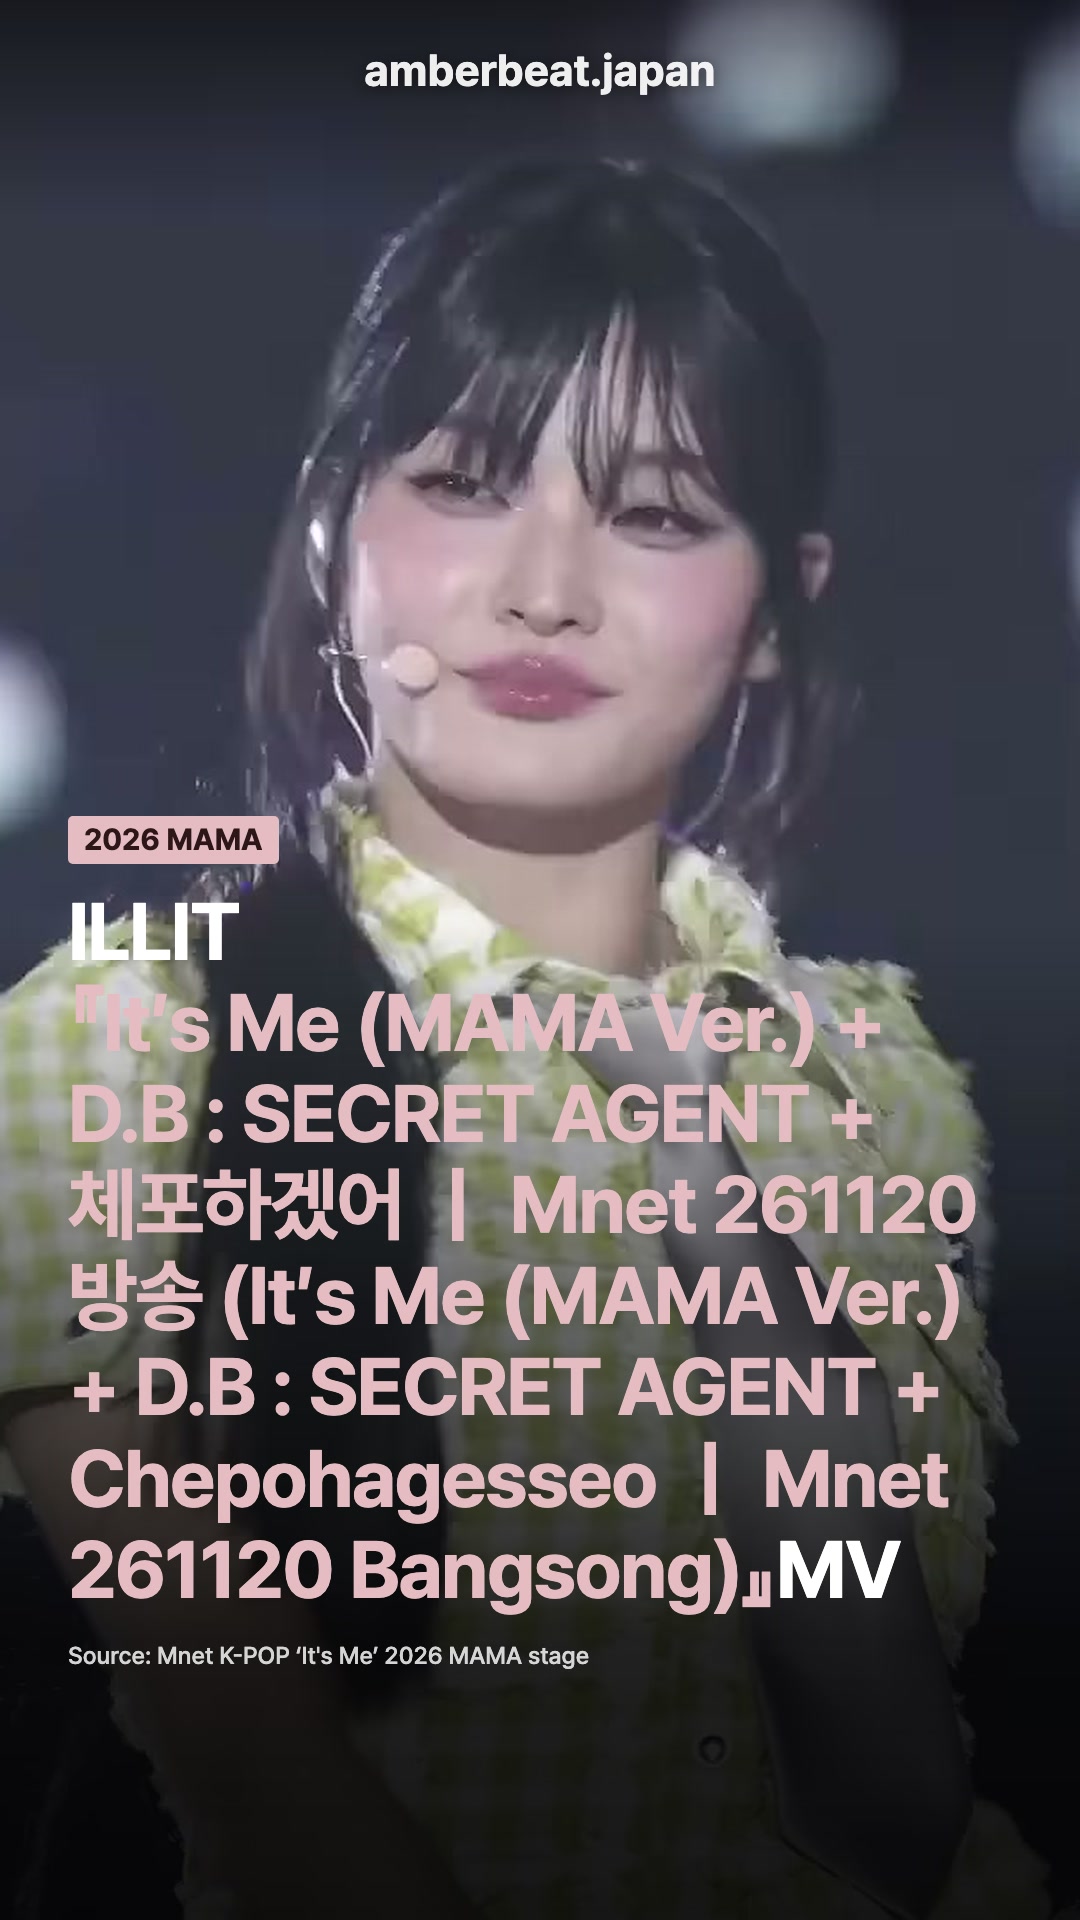 amberbeat.japan
2026 MAMA
ILLIT
『It’s Me (MAMA Ver.) +
D.B : SECRET AGENT +
체포하겠어 | Mnet 261120
방송 (It’s Me (MAMA Ver.)
+ D.B : SECRET AGENT +
Chepohagesseo | Mnet
261120 Bangsong)』MV
Source: Mnet K-POP ‘It's Me’ 2026 MAMA stage